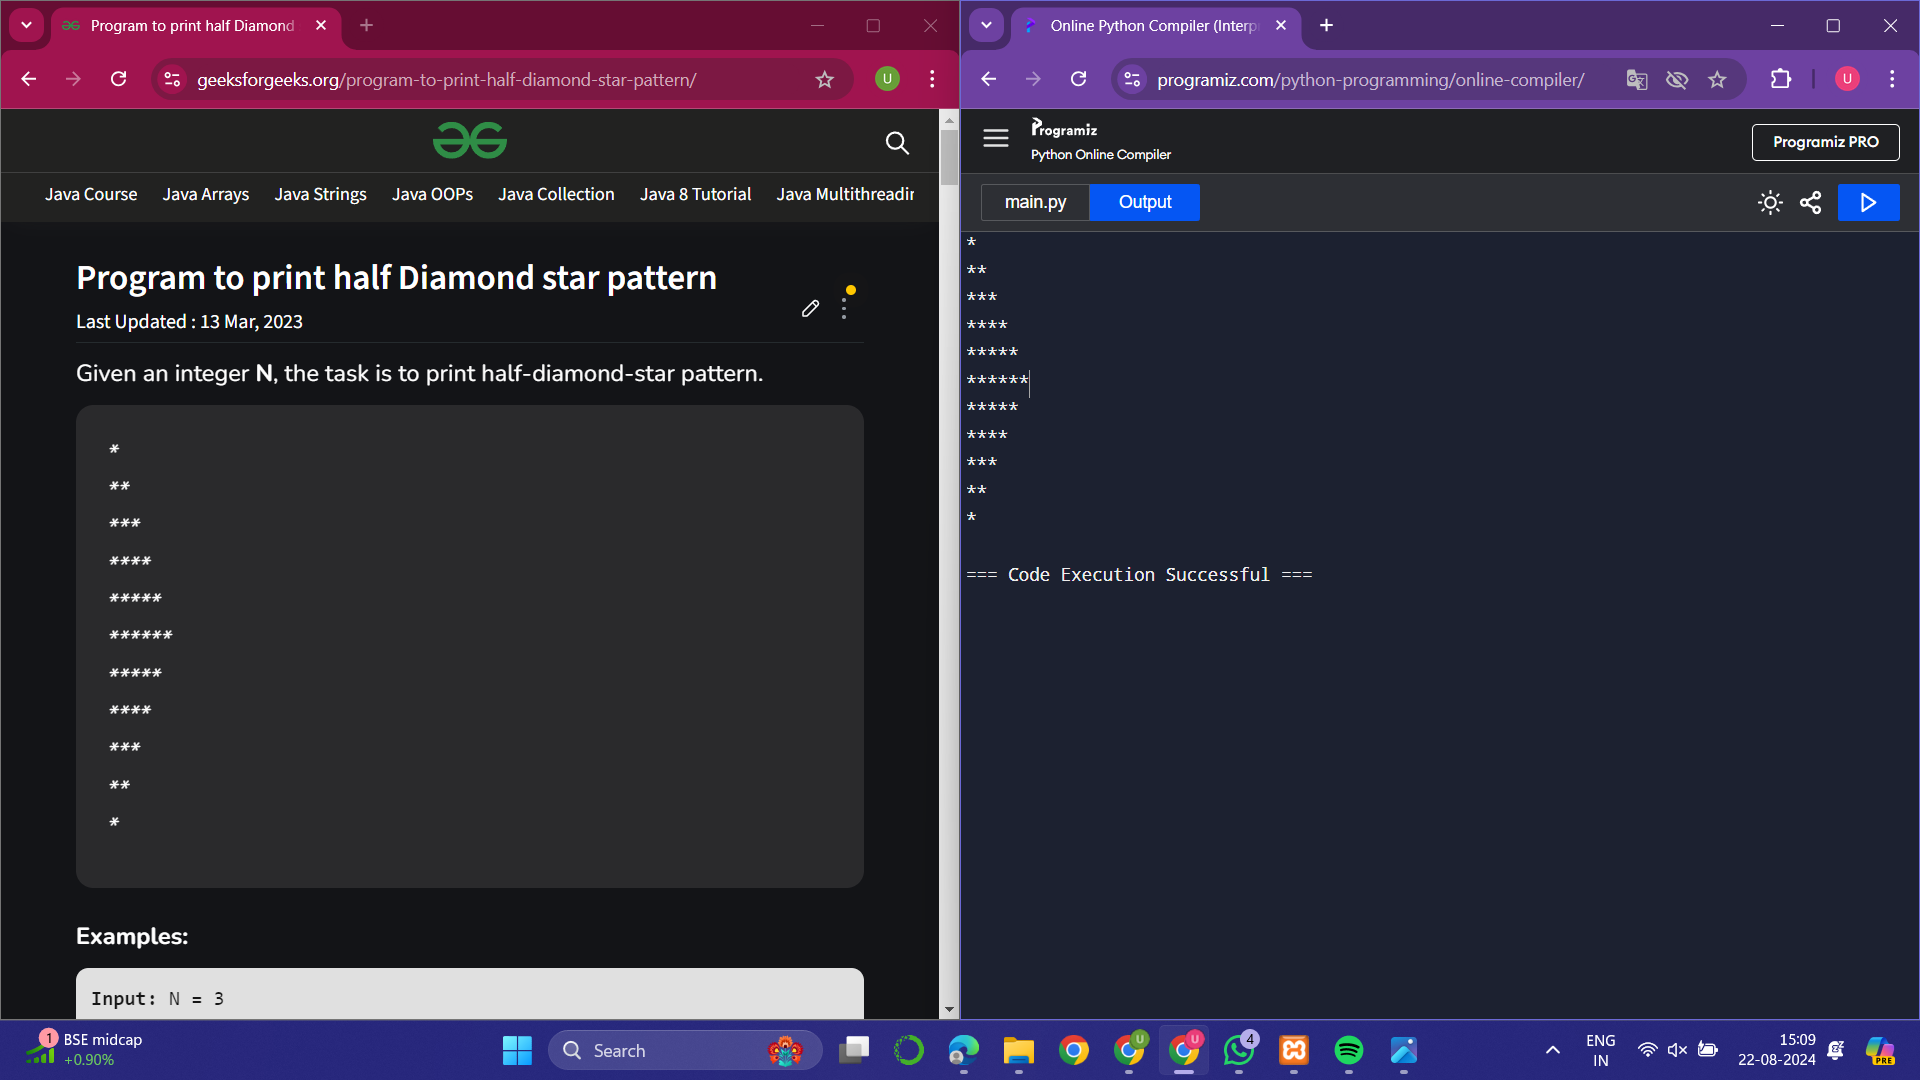 Program to print half Diamond
geeksforgeeks.org/program-to-print-half-diamond-star-pattern/
U
Java Course Java Arrays Java Strings Java OOPs Java Collection Java 8 Tutorial Java Multithreadin
Program to print half Diamond star pattern
Last Updated : 13 Mar, 2023
Given an integer N, the task is to print half-diamond-star pattern.
*
**
***
****
*****
******
*****
****
***
**
*
Examples:
Input: N = 3
Online Python Compiler (Interp
programiz.com/python-programming/online-compiler/
U
Programiz
Python Online Compiler
Programiz PRO
main.py Output
*
**
***
****
*****
******
*****
****
***
**
*
=== Code Execution Successful ===
1
BSE midcap
+0.90%
Search
U
U
4
ENG
IN
15:09
22-08-2024
PRE